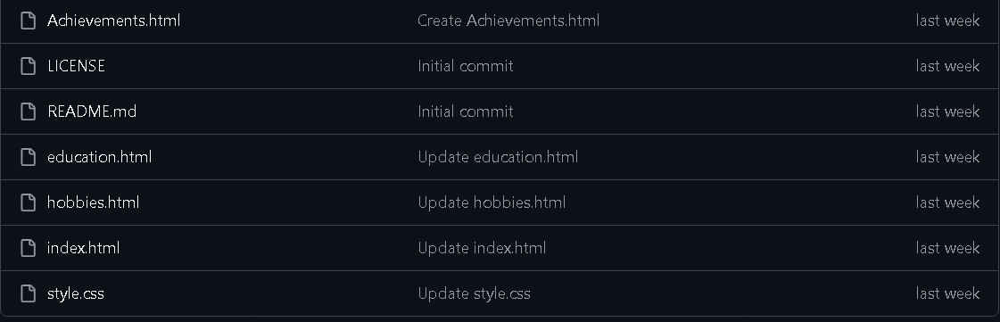 Achievements.html Create Achievements.html last week
LICENSE Initial commit last week
README.md Initial commit last week
education.html Update education.html last week
hobbies.html Update hobbies.html last week
index.html Update index.html last week
style.css Update style.css last week